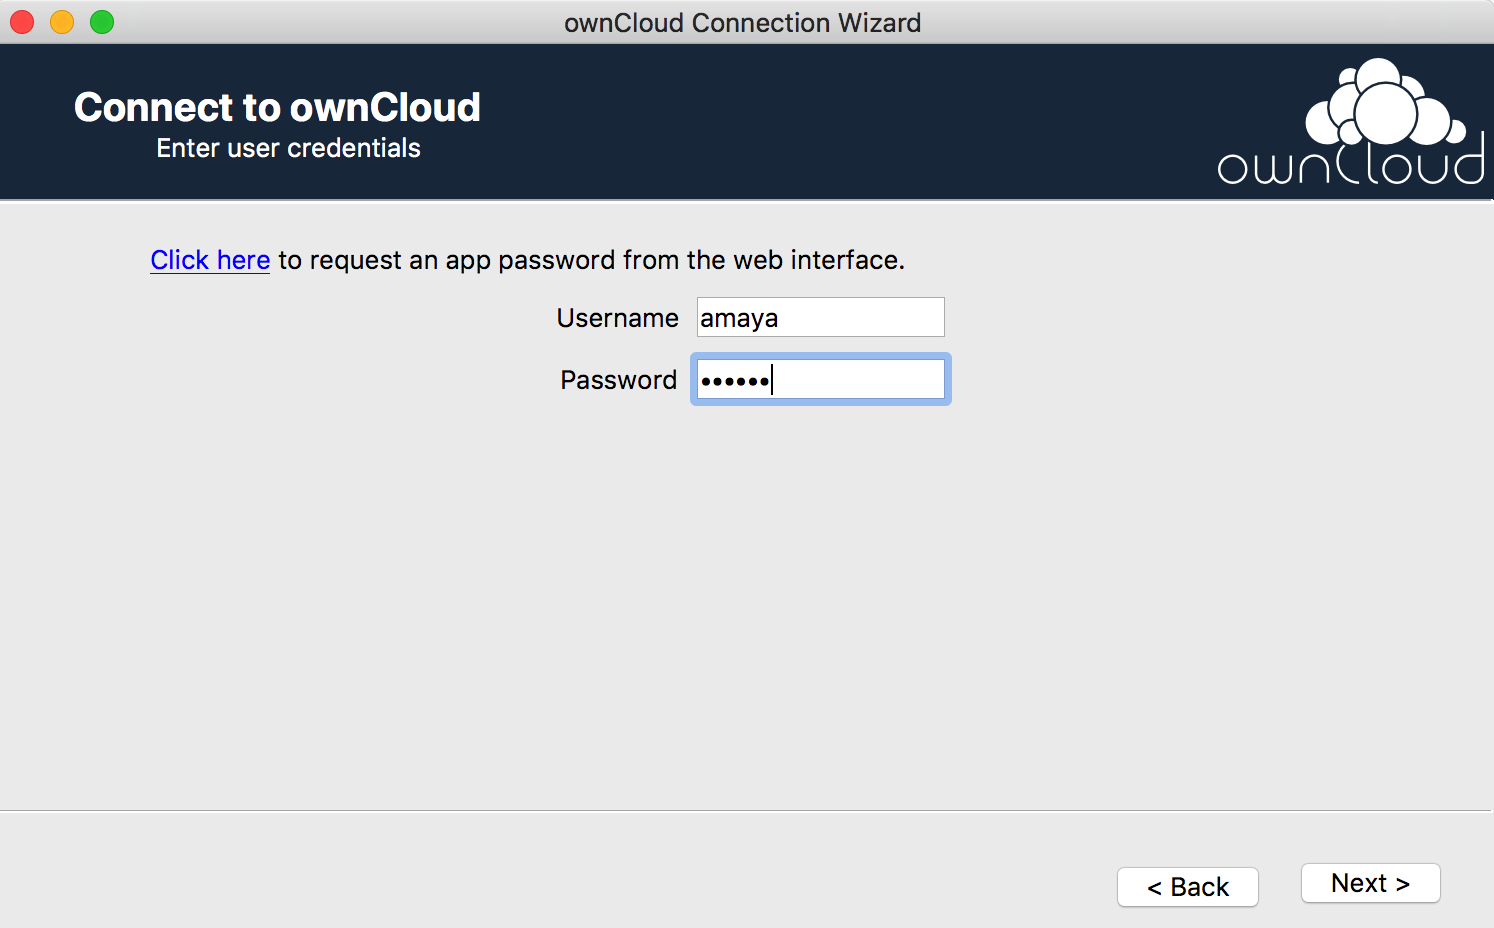 ownCloud Connection Wizard
Connect to ownCloud
Enter user credentials
ownCloud
Click here to request an app password from the web interface.
Username amaya
Password ••••••
< Back Next >